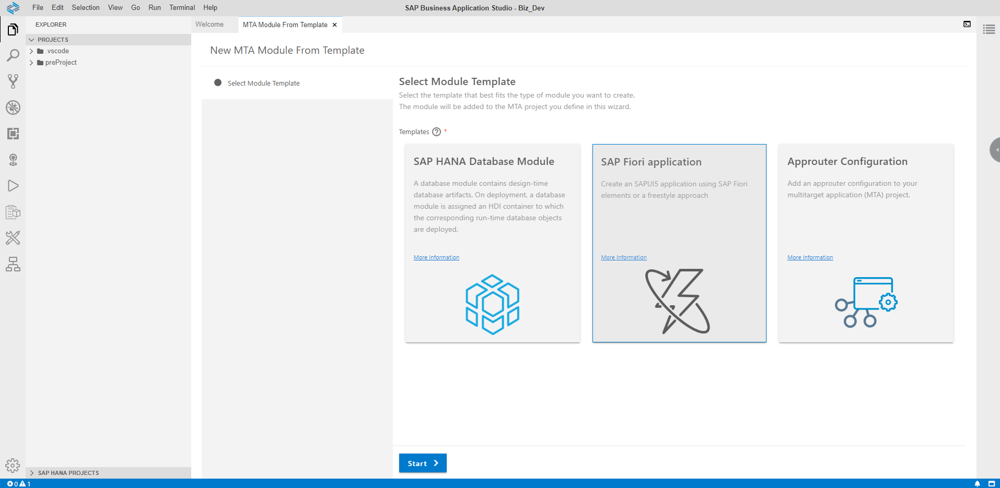 File Edit Selection View Go Run Terminal Help
SAP Business Application Studio - Biz_Dev
EXPLORER
PROJECTS
.vscode
preProject
SAP HANA PROJECTS
Welcome
MTA Module From Template
New MTA Module From Template
Select Module Template
Select Module Template
Select the template that best fits the type of module you want to create.
The module will be added to the MTA project you define in this wizard.
Templates ? *
SAP HANA Database Module
A database module contains design-time
database artifacts. On deployment, a database
module is assigned an HDI container to which
the corresponding run-time database objects
are deployed.
More Information
SAP Fiori application
Create an SAPUI5 application using SAP Fiori
elements or a freestyle approach
More Information
Approuter Configuration
Add an approuter configuration to your
multitarget application (MTA) project.
More Information
Start
0 1